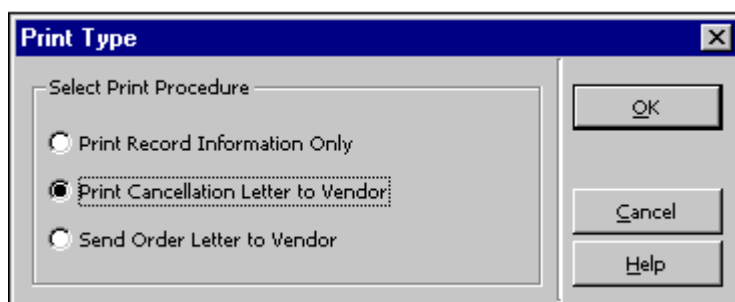 Print Type
Select Print Procedure
Print Record Information Only
Print Cancellation Letter to Vendor
Send Order Letter to Vendor
OK
Cancel
Help